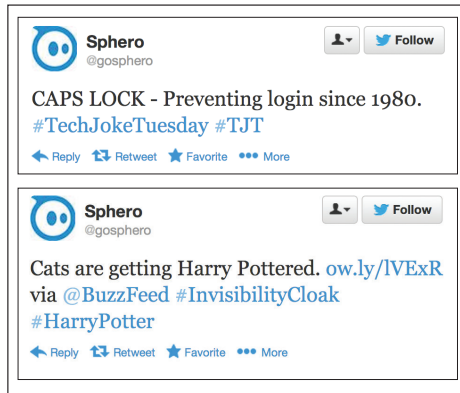 Sphero
Follow
@gosphero
CAPS LOCK - Preventing login since 1980.
#TechJokeTuesday #TJT
Reply Retweet Favorite More
Sphero
Follow
@gosphero
Cats are getting Harry Pottered. ow.ly/lVExR
via @BuzzFeed #InvisibilityCloak
#HarryPotter
Reply Retweet Favorite More